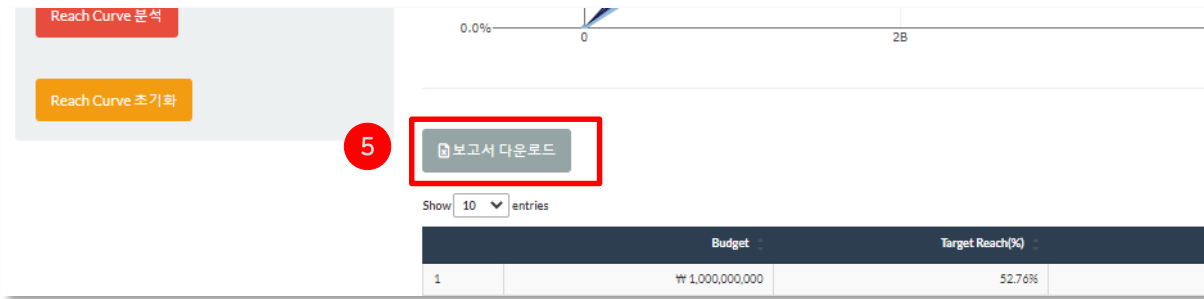 Reach Curve 분석
Reach Curve 초기화
0.0%
0
2B
5
보고서 다운로드
Show 10 entries
Budget Target Reach(%)
1 ₩ 1,000,000,000 52.76%